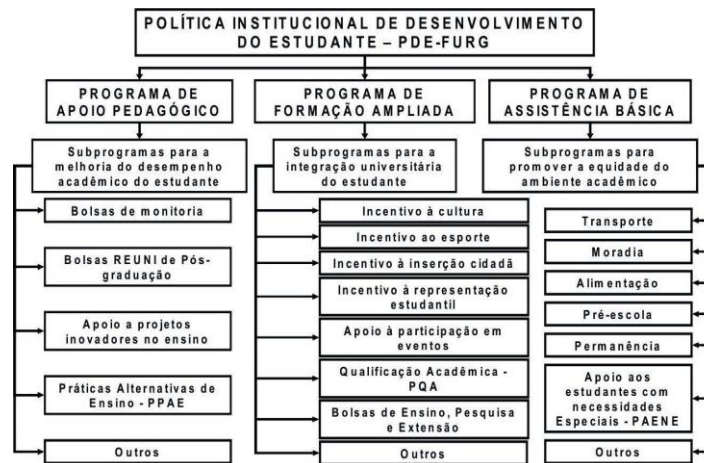 POLÍTICA INSTITUCIONAL DE DESENVOLVIMENTO
DO ESTUDANTE – PDE-FURG
PROGRAMA DE
APOIO PEDAGÓGICO
Subprogramas para a
melhoria do desempenho
acadêmico do estudante
Bolsas de monitoria
Bolsas REUNI de Pós-
graduação
Apoio a projetos
inovadores no ensino
Práticas Alternativas de
Ensino - PPAE
Outros
PROGRAMA DE
FORMAÇÃO AMPLIADA
Subprogramas para a
integração universitária
do estudante
Incentivo à cultura
Incentivo ao esporte
Incentivo à inserção cidadã
Incentivo à representação
estudantil
Apoio à participação em
eventos
Qualificação Acadêmica -
PQA
Bolsas de Ensino, Pesquisa
e Extensão
Outros
PROGRAMA DE
ASSISTÊNCIA BÁSICA
Subprogramas para
promover a equidade do
ambiente acadêmico
Transporte
Moradia
Alimentação
Pré-escola
Permanência
Apoio aos
estudantes com
necessidades
Especiais - PAENE
Outros